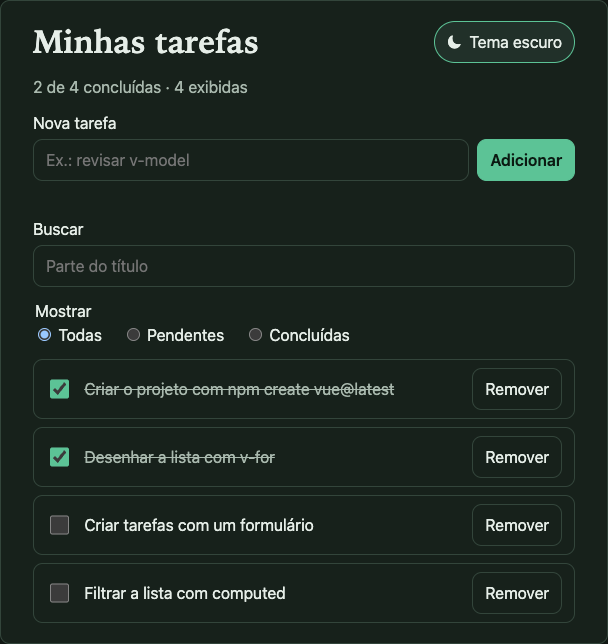 Minhas tarefas
Tema escuro
2 de 4 concluídas · 4 exibidas
Nova tarefa
Ex.: revisar v-model
Adicionar
Buscar
Parte do título
Mostrar
Todas
Pendentes
Concluídas
Criar o projeto com npm create vue@latest
Remover
Desenhar a lista com v-for
Remover
Criar tarefas com um formulário
Remover
Filtrar a lista com computed
Remover